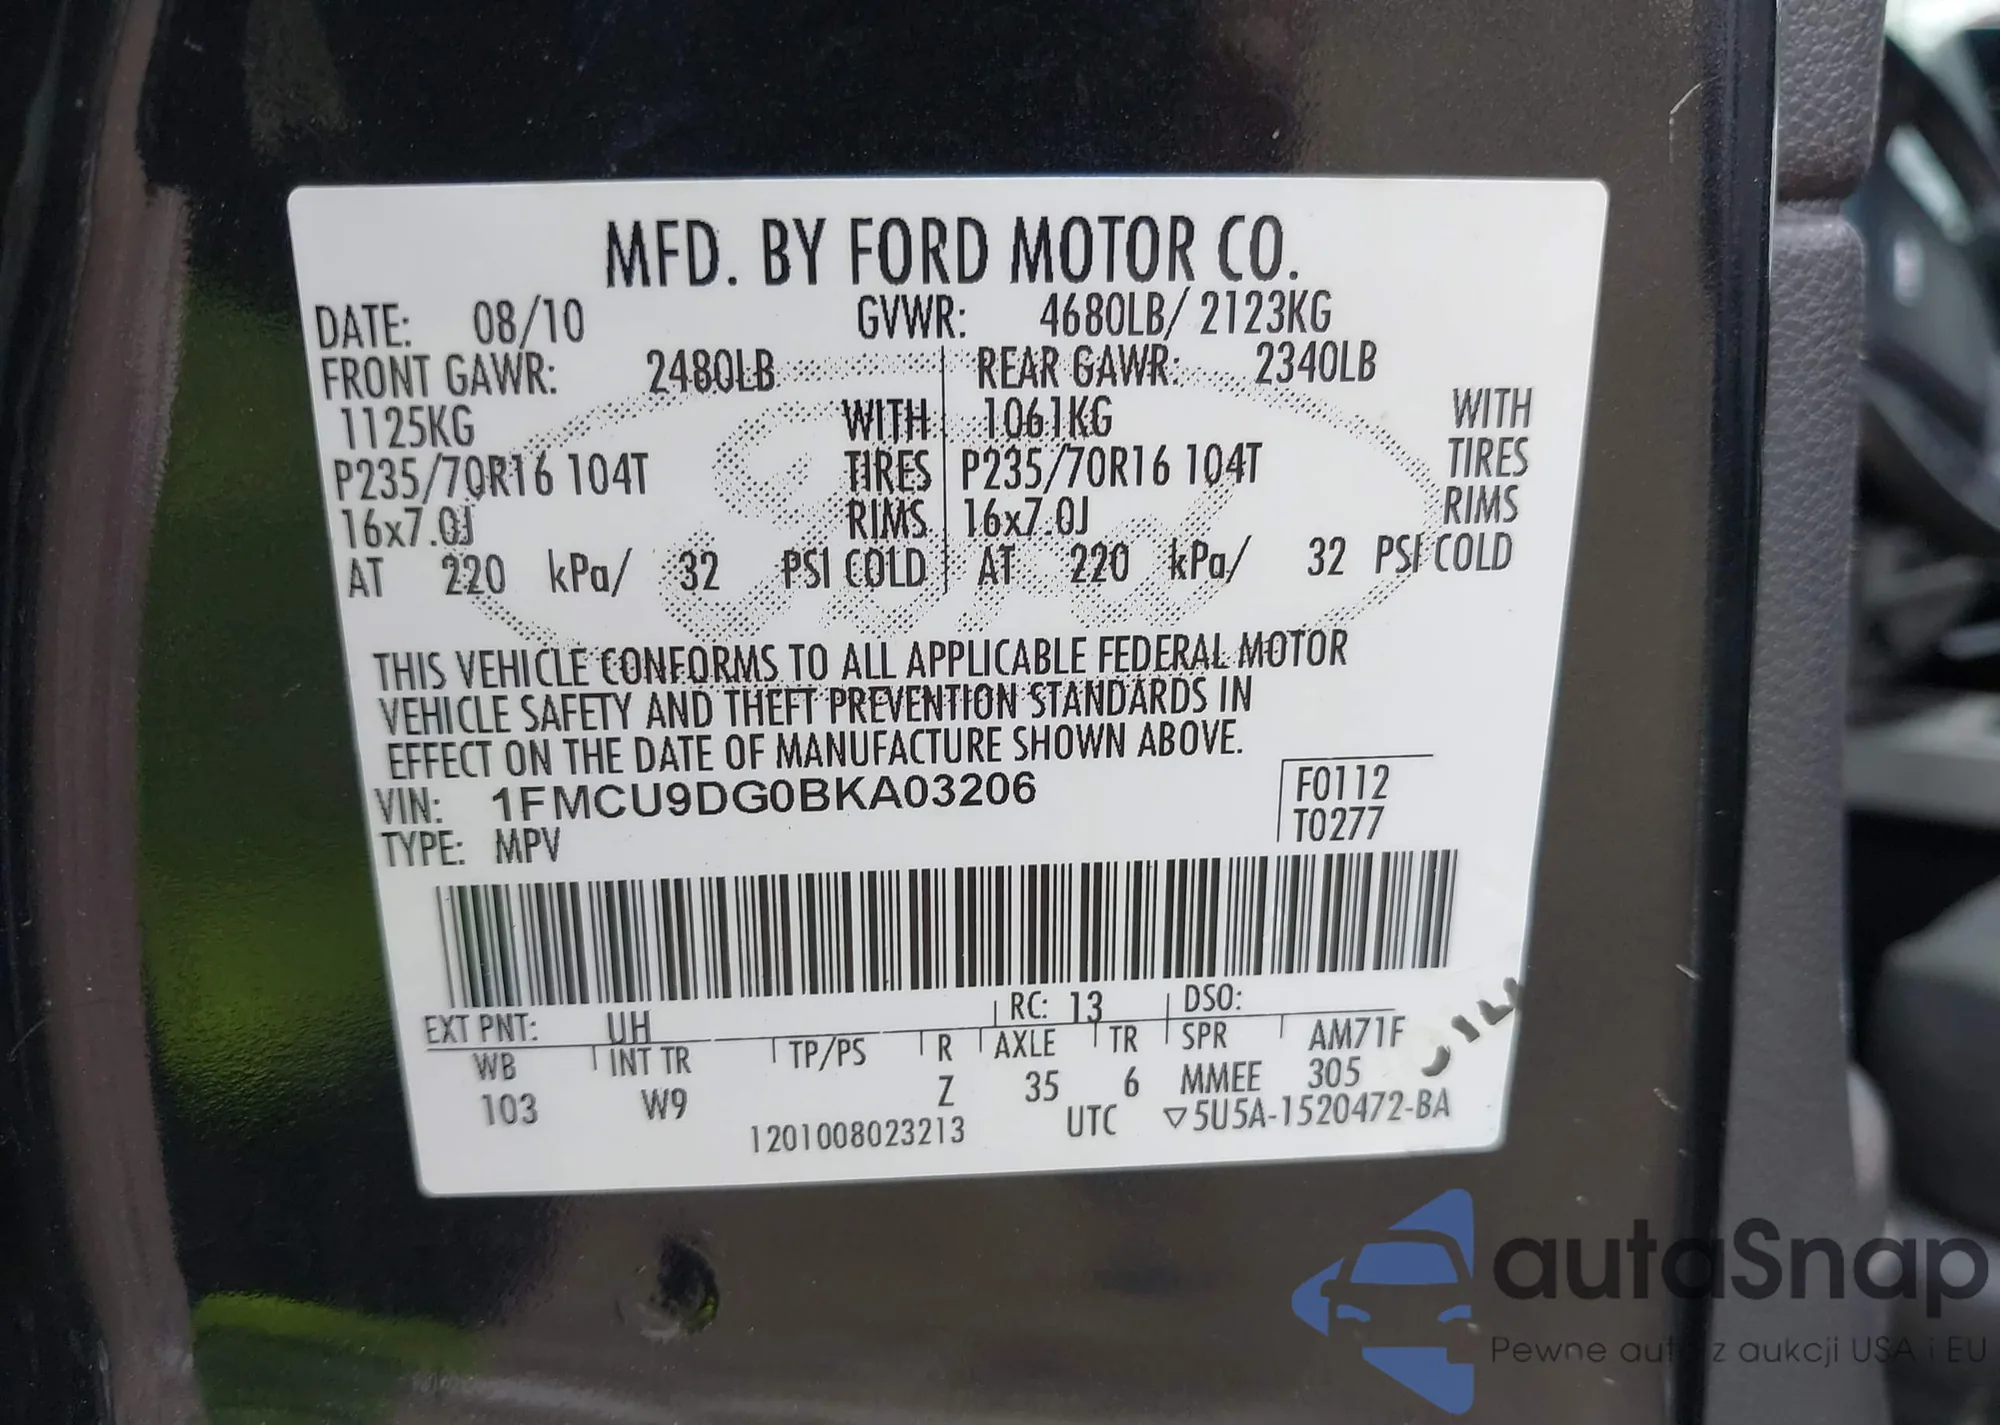 MFD. BY FORD MOTOR CO.
DATE: 08/10 GVWR: 4680LB/ 2123KG
FRONT GAWR: 2480LB REAR GAWR: 2340LB
1125KG WITH 1061KG WITH
P235/70R16 104T TIRES P235/70R16 104T TIRES
16x7.0J RIMS 16x7.0J RIMS
AT 220 kPa/ 32 PSI COLD AT 220 kPa/ 32 PSI COLD
THIS VEHICLE CONFORMS TO ALL APPLICABLE FEDERAL MOTOR
VEHICLE SAFETY AND THEFT PREVENTION STANDARDS IN
EFFECT ON THE DATE OF MANUFACTURE SHOWN ABOVE.
VIN: 1FMCU9DG0BKA03206 F0112
TYPE: MPV T0277
EXT PNT: UH RC: 13 DSO:
WB INT TR TP/PS R AXLE TR SPR AM71F
103 W9 Z 35 6 MMEE 305
1201008023213 UTC ▽5U5A-1520472-BA
autaSnap
Pewne auta z aukcji USA i EU